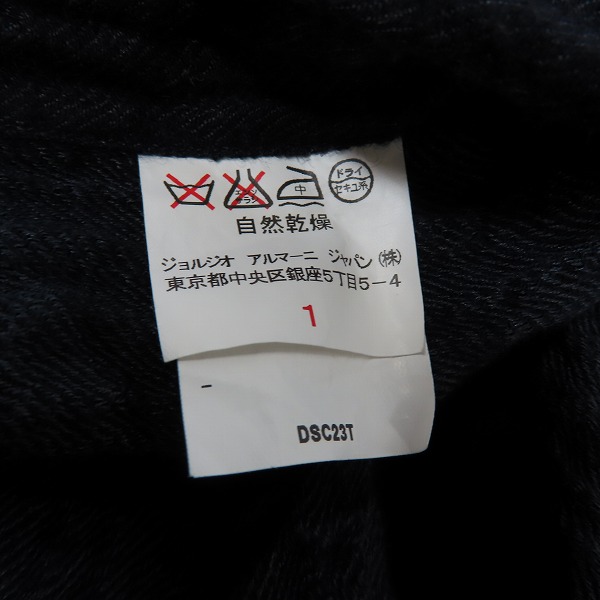 中 ドライ セキユ系
自然乾燥
ジョルジオ アルマーニ ジャパン(株)
東京都中央区銀座5丁目5-4
1
-
DSC23T